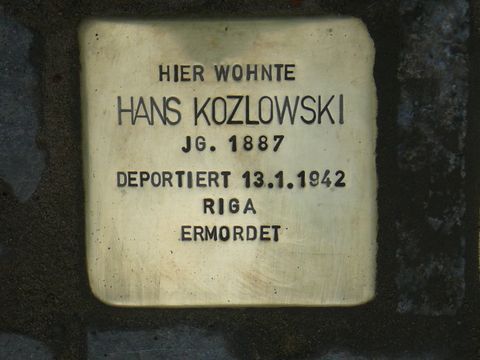 HIER WOHNTE
HANS KOZLOWSKI
JG. 1887
DEPORTIERT 13.1.1942
RIGA
ERMORDET